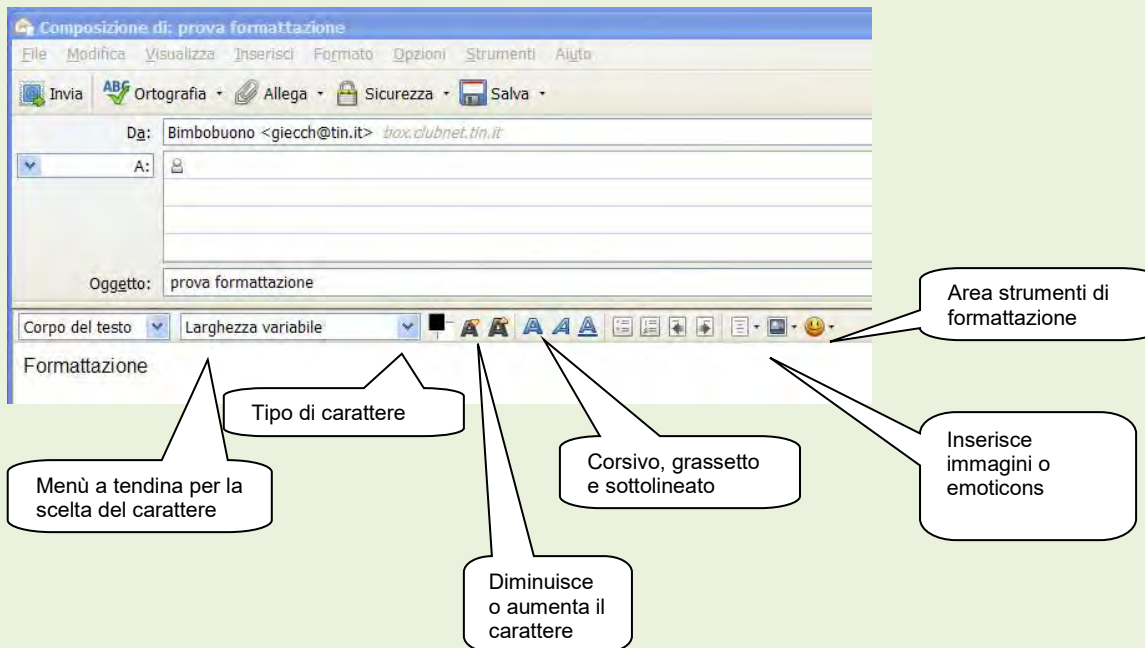 Composizione di: prova formattazione
File Modifica Visualizza Inserisci Formato Opzioni Strumenti Aiuto
Invia ABC Ortografia Allega Sicurezza Salva
Da: Bimbobuono <giecch@tin.it> box.clubnet.tin.it
A:
Oggetto: prova formattazione
Corpo del testo Larghezza variabile A A A A A
Formattazione
Area strumenti di
formattazione
Tipo di carattere
Menù a tendina per la
scelta del carattere
Corsivo, grassetto
e sottolineato
Inserisce
immagini o
emoticons
Diminuisce
o aumenta il
carattere